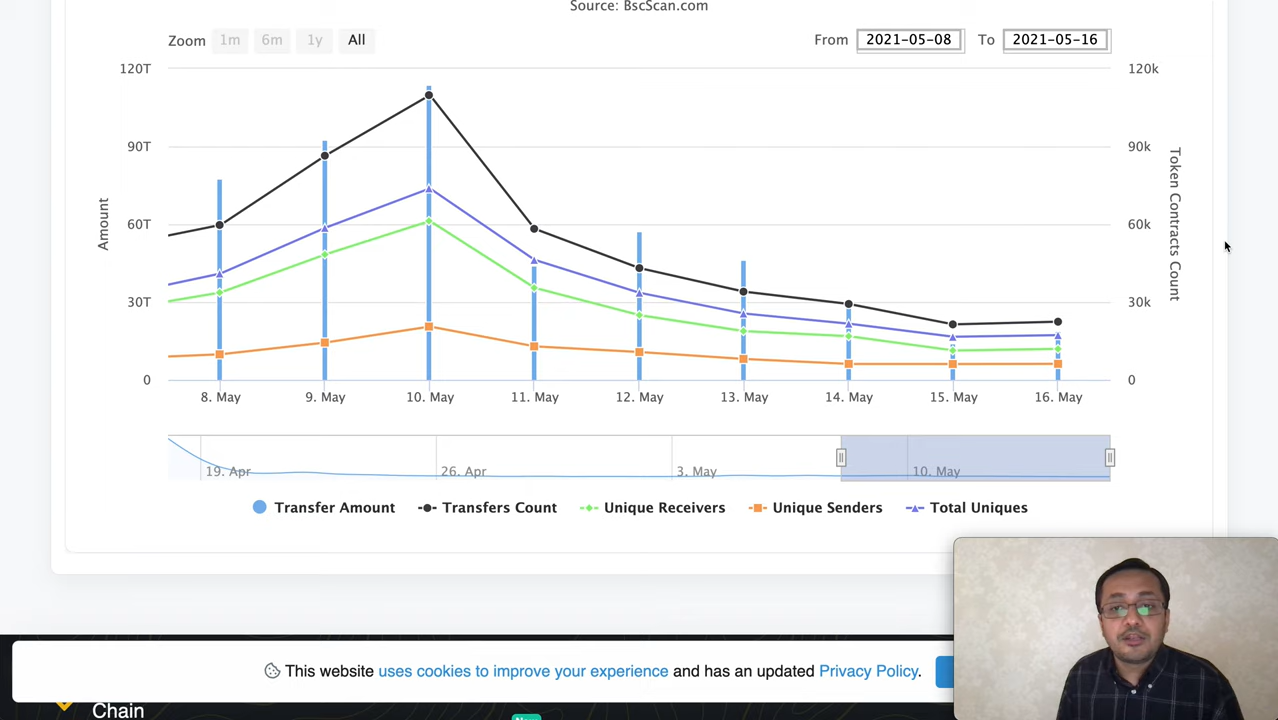 Source: BscScan.com
Zoom 1m 6m 1y All From 2021-05-08 To 2021-05-16
120T 120k
90T 90k
60T 60k
30T 30k
0 0
Amount
Token Contracts Count
8. May 9. May 10. May 11. May 12. May 13. May 14. May 15. May 16. May
19. Apr 26. Apr 3. May 10. May
Transfer Amount Transfers Count Unique Receivers Unique Senders Total Uniques
This website uses cookies to improve your experience and has an updated Privacy Policy.
Chain